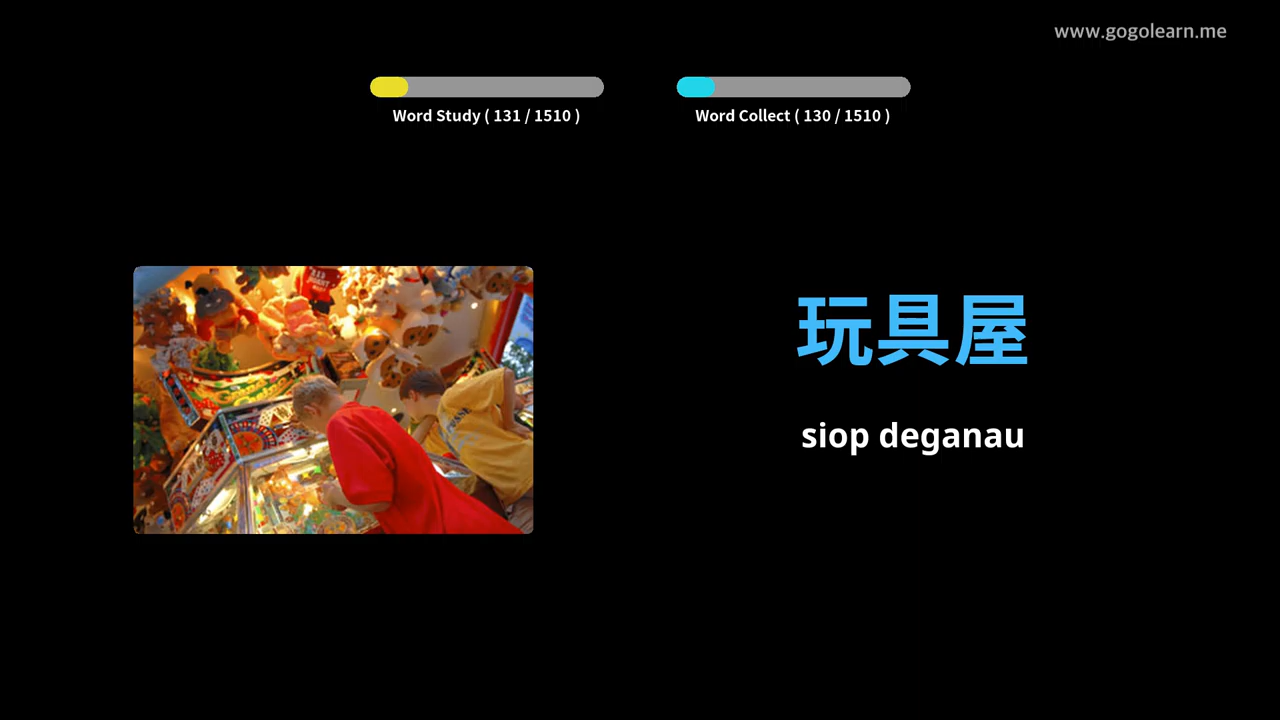 www.gogolearn.me
Word Study ( 131 / 1510 )
Word Collect ( 130 / 1510 )
玩具屋
siop deganau